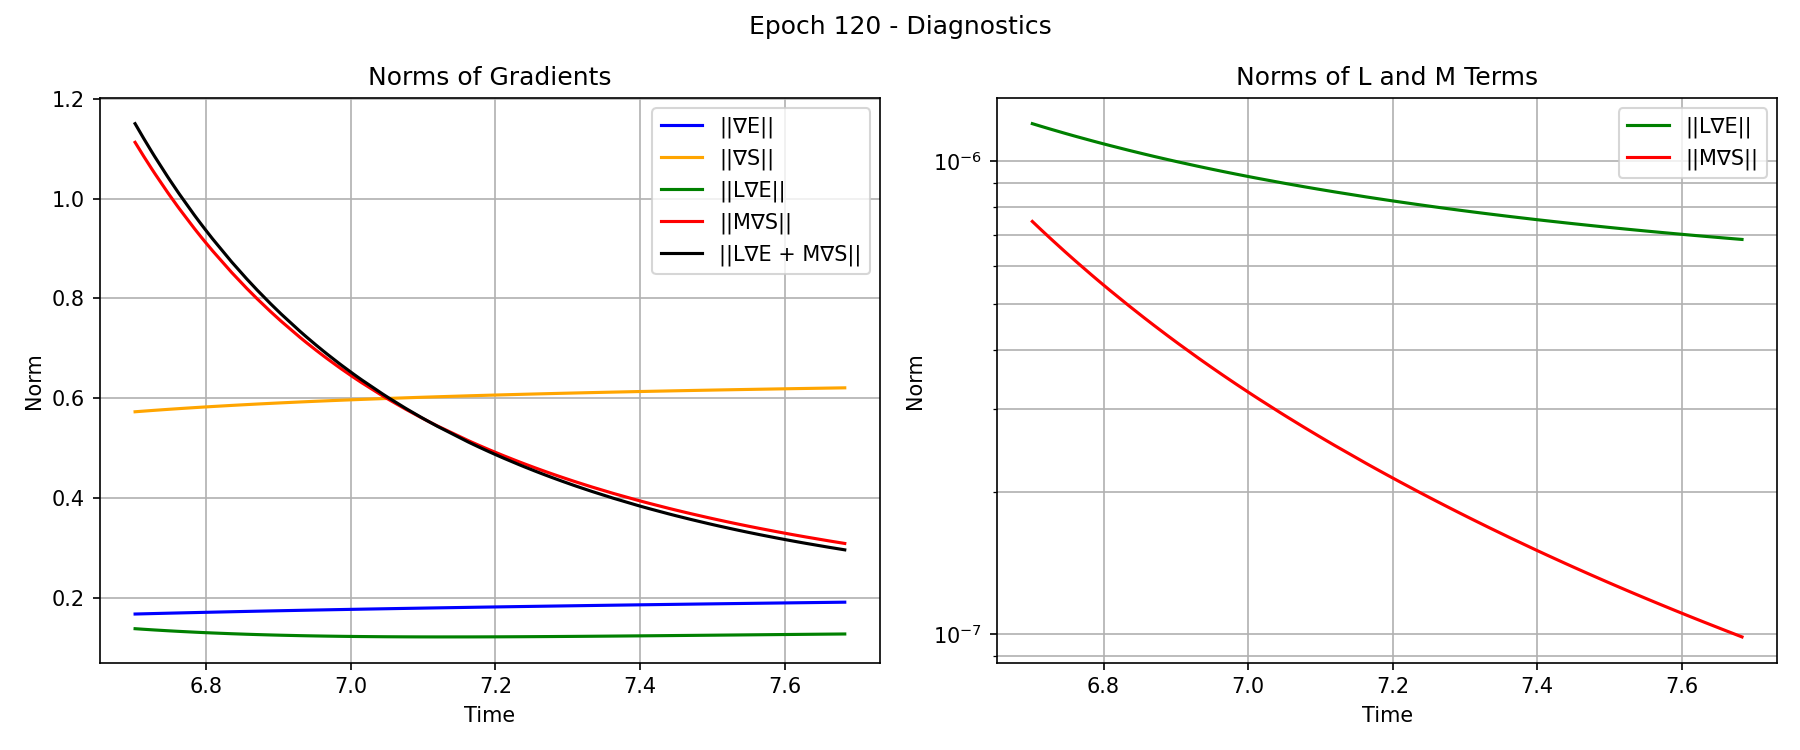 Epoch 120 - Diagnostics
Norms of Gradients
1.2
1.0
0.8
0.6
0.4
0.2
Norm
6.8
7.0
7.2
7.4
7.6
Time
||∇E||
||∇S||
||L∇E||
||M∇S||
||L∇E + M∇S||
Norms of L and M Terms
10⁻⁶
10⁻⁷
Norm
6.8
7.0
7.2
7.4
7.6
Time
||L∇E||
||M∇S||